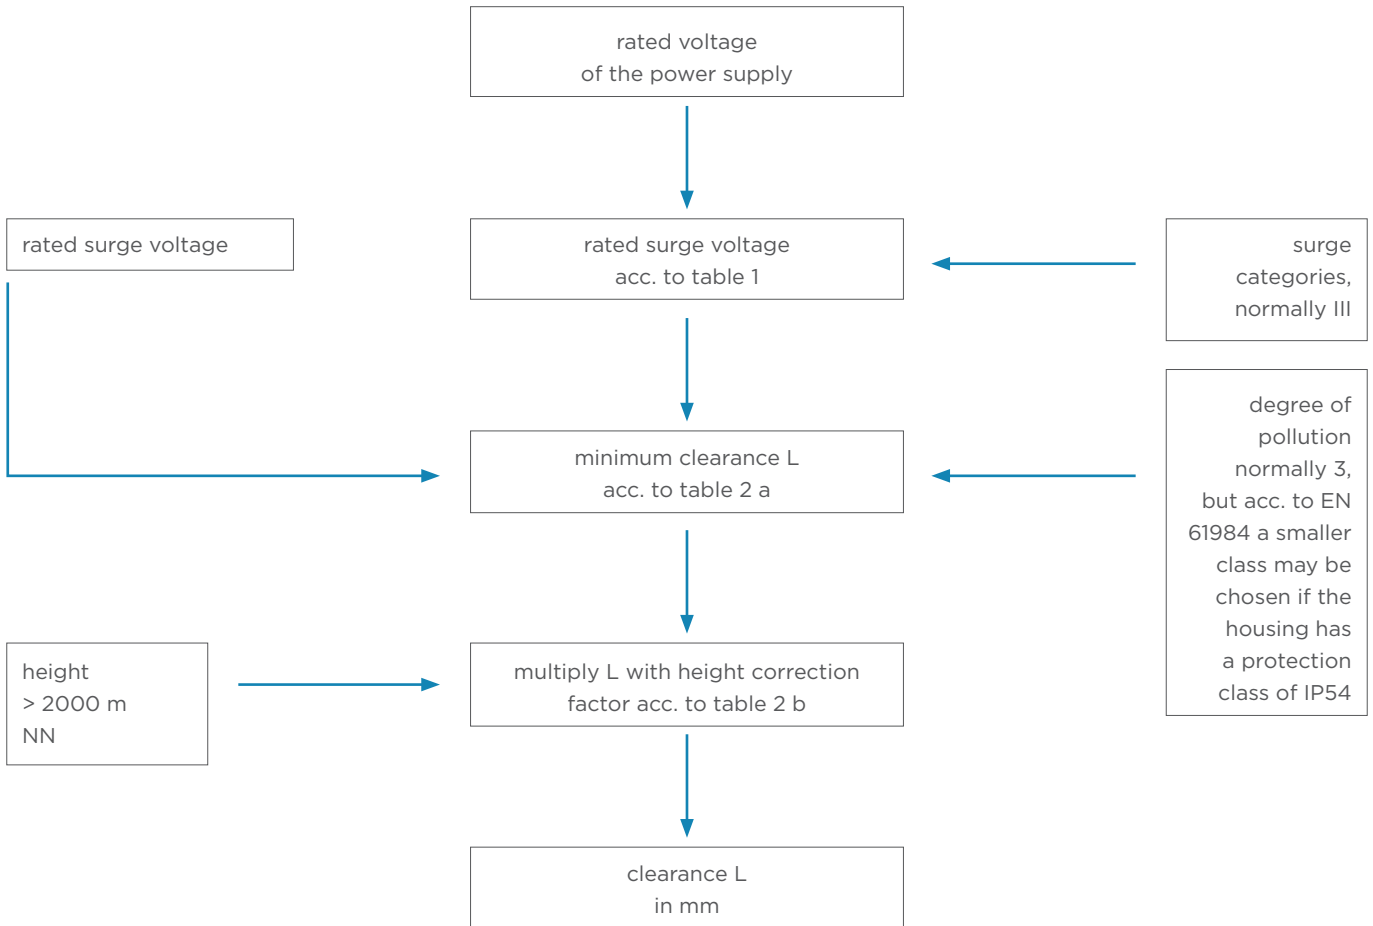 rated voltage
of the power supply
rated surge voltage
rated surge voltage
acc. to table 1
surge
categories,
normally III
minimum clearance L
acc. to table 2 a
degree of
pollution
normally 3,
but acc. to EN
61984 a smaller
class may be
chosen if the
housing has
a protection
class of IP54
height
> 2000 m
NN
multiply L with height correction
factor acc. to table 2 b
clearance L
in mm